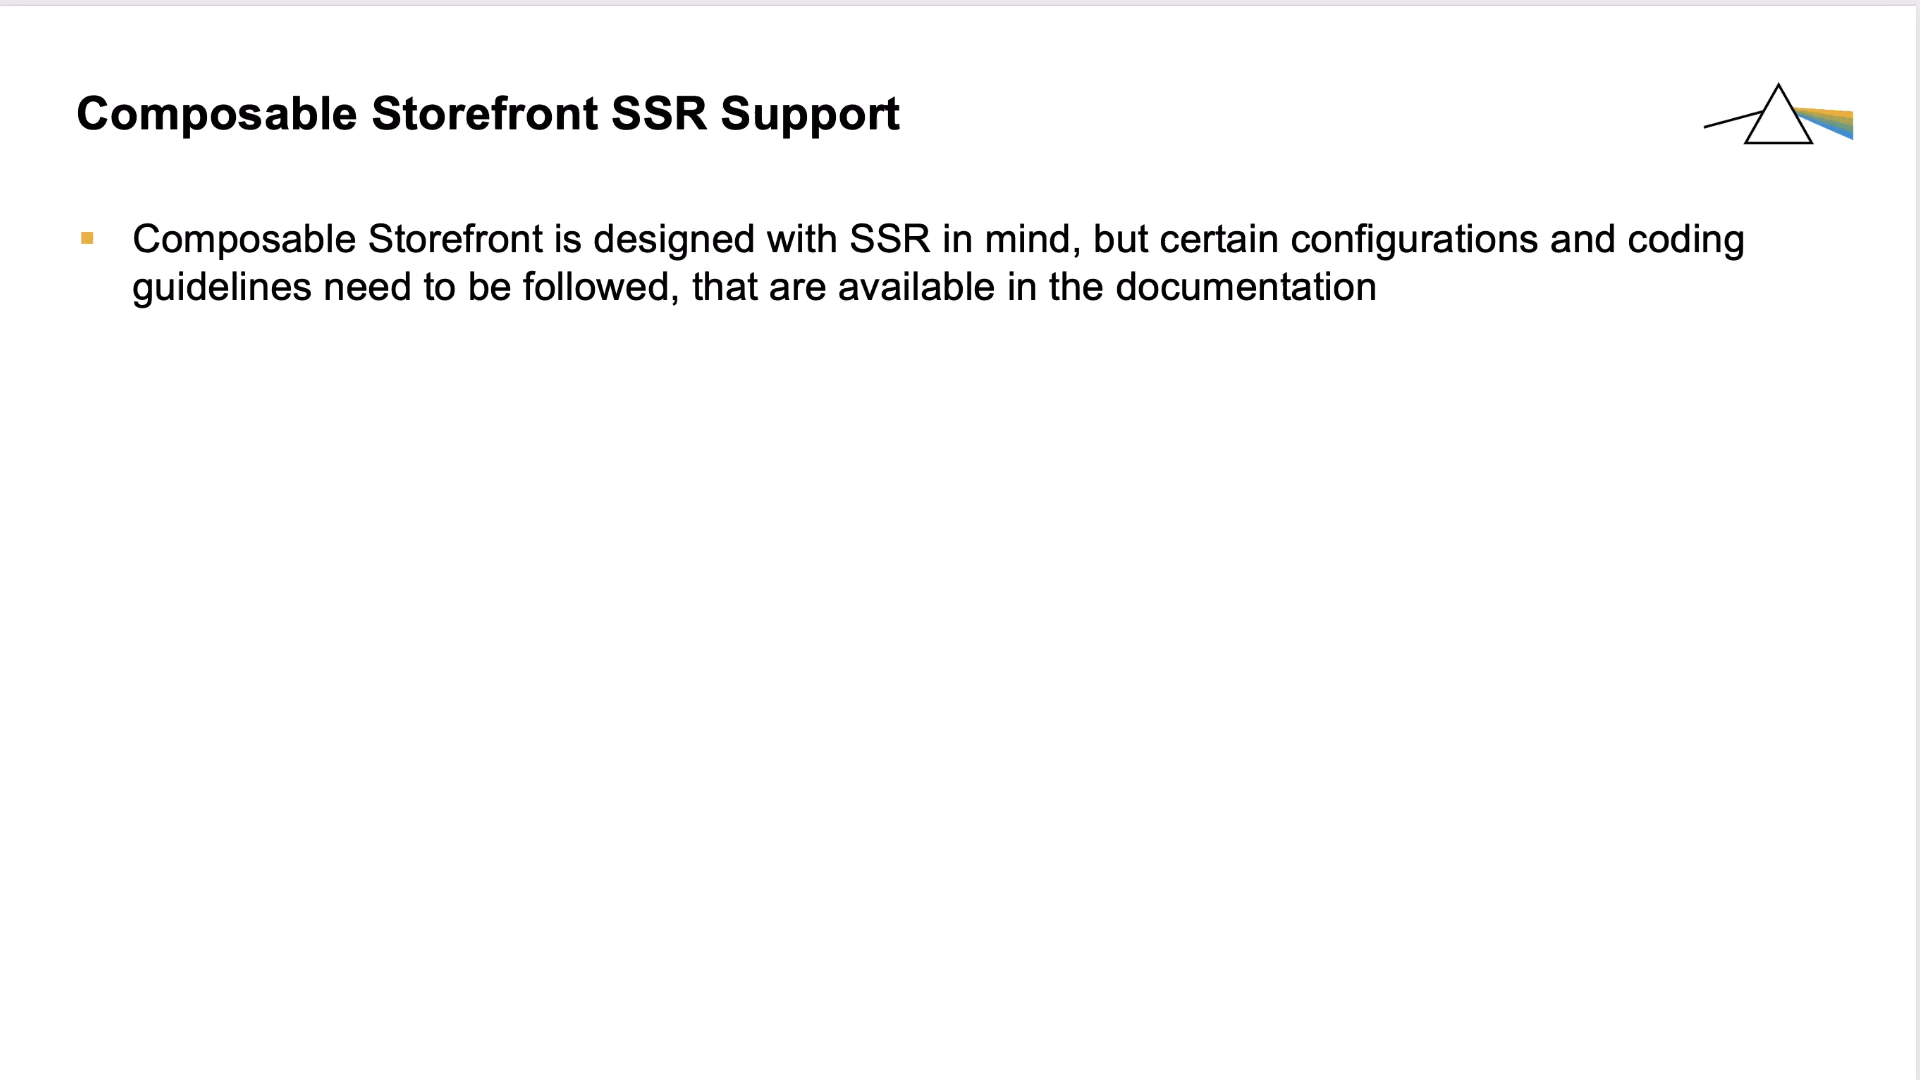 Composable Storefront SSR Support
Composable Storefront is designed with SSR in mind, but certain configurations and coding
guidelines need to be followed, that are available in the documentation